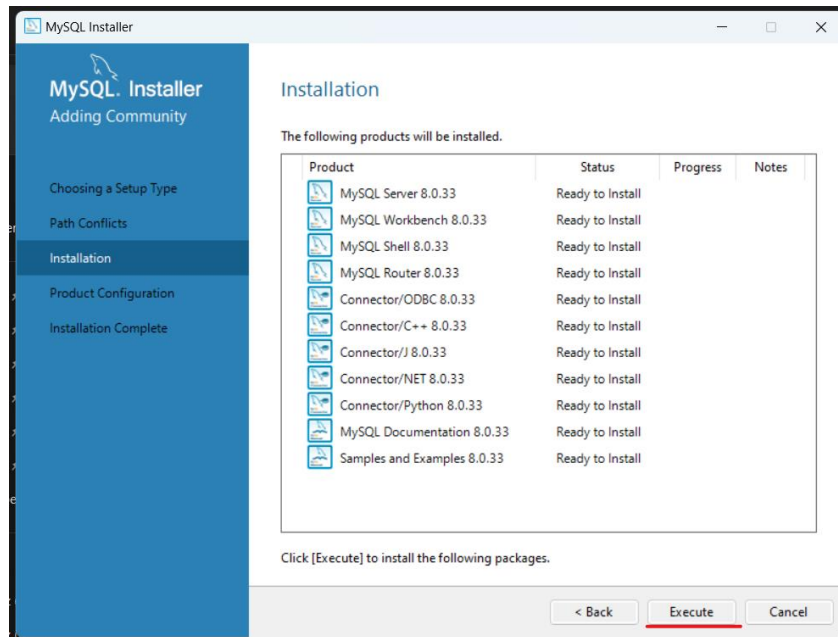 MySQL Installer
MySQL. Installer
Adding Community
Choosing a Setup Type
Path Conflicts
Installation
Product Configuration
Installation Complete
Installation
The following products will be installed.
Product Status Progress Notes
MySQL Server 8.0.33 Ready to Install
MySQL Workbench 8.0.33 Ready to Install
MySQL Shell 8.0.33 Ready to Install
MySQL Router 8.0.33 Ready to Install
Connector/ODBC 8.0.33 Ready to Install
Connector/C++ 8.0.33 Ready to Install
Connector/J 8.0.33 Ready to Install
Connector/NET 8.0.33 Ready to Install
Connector/Python 8.0.33 Ready to Install
MySQL Documentation 8.0.33 Ready to Install
Samples and Examples 8.0.33 Ready to Install
Click [Execute] to install the following packages.
< Back Execute Cancel